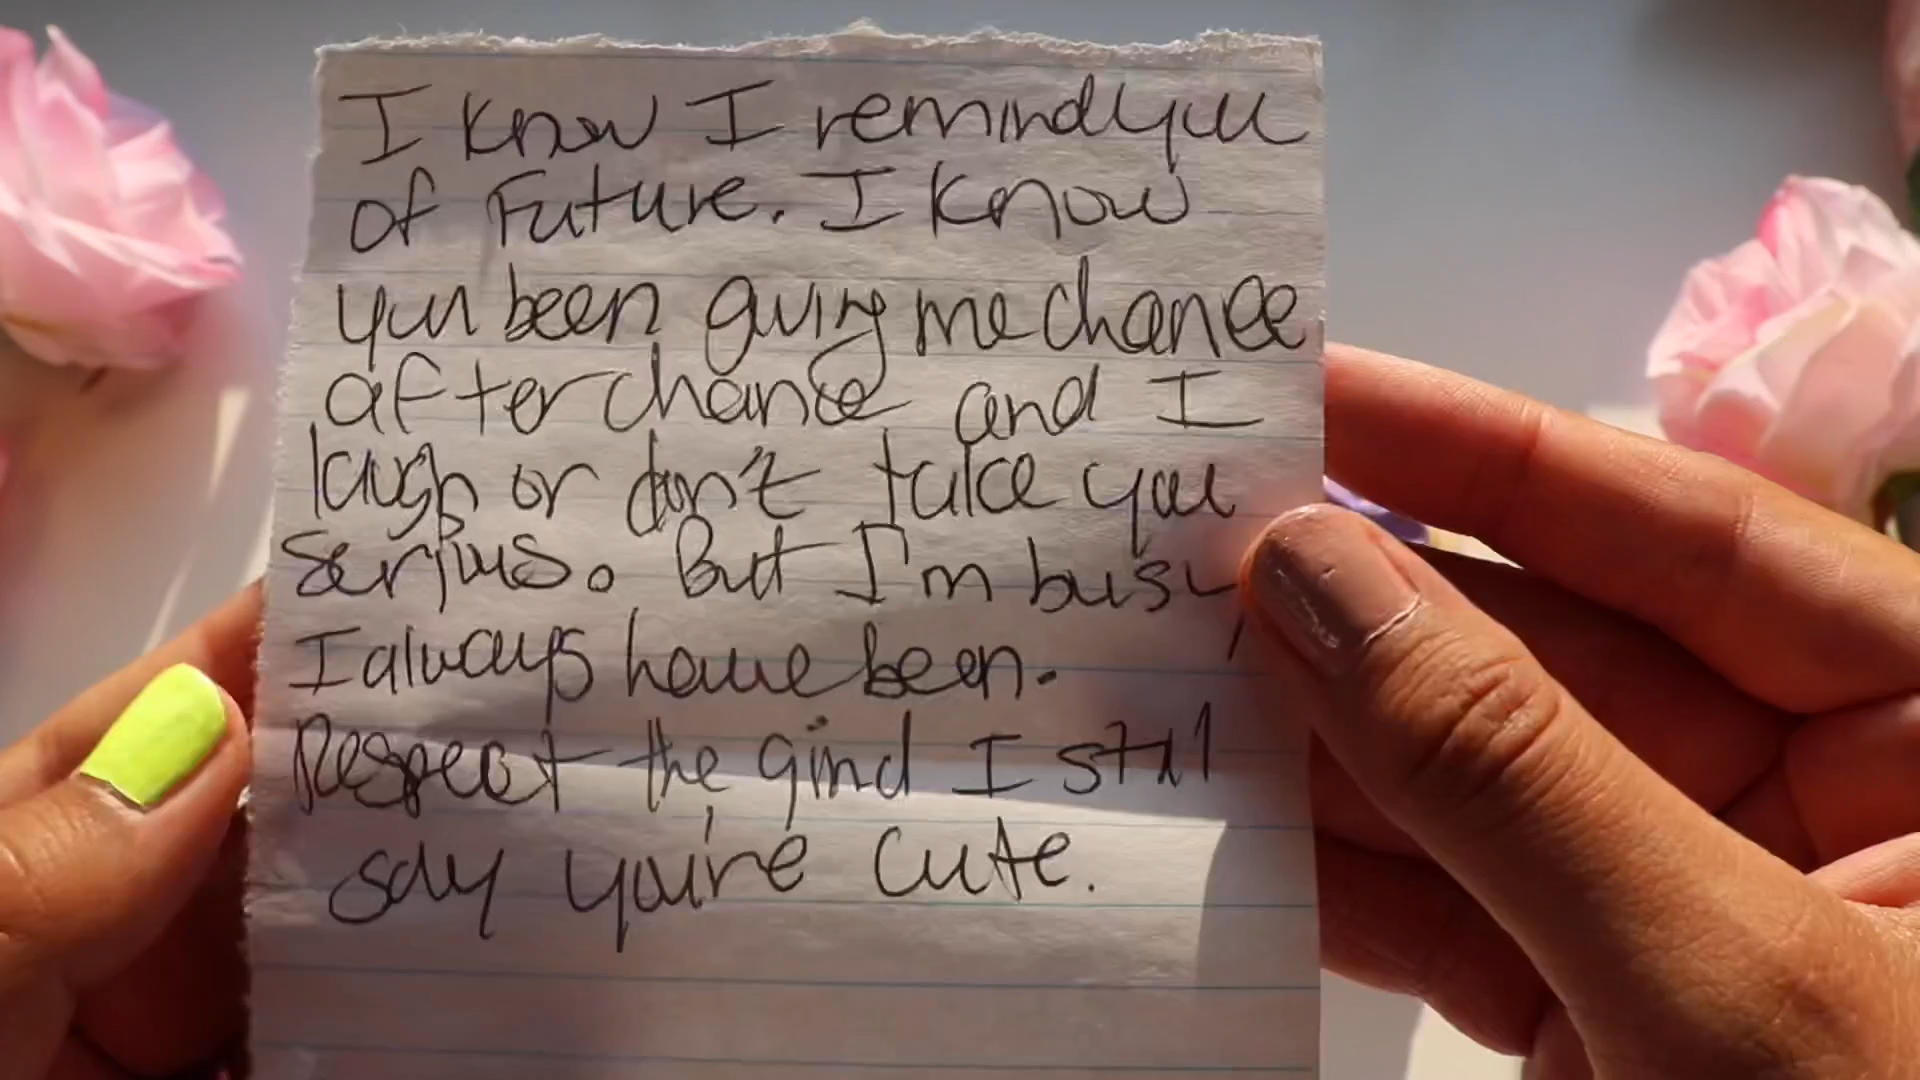 I know I remind you
of Future. I know
you been giving me chance
after chance and I
laugh or don't take you
serious. But I'm busy
I always have been.
Respect the grind I still
say you're cute.